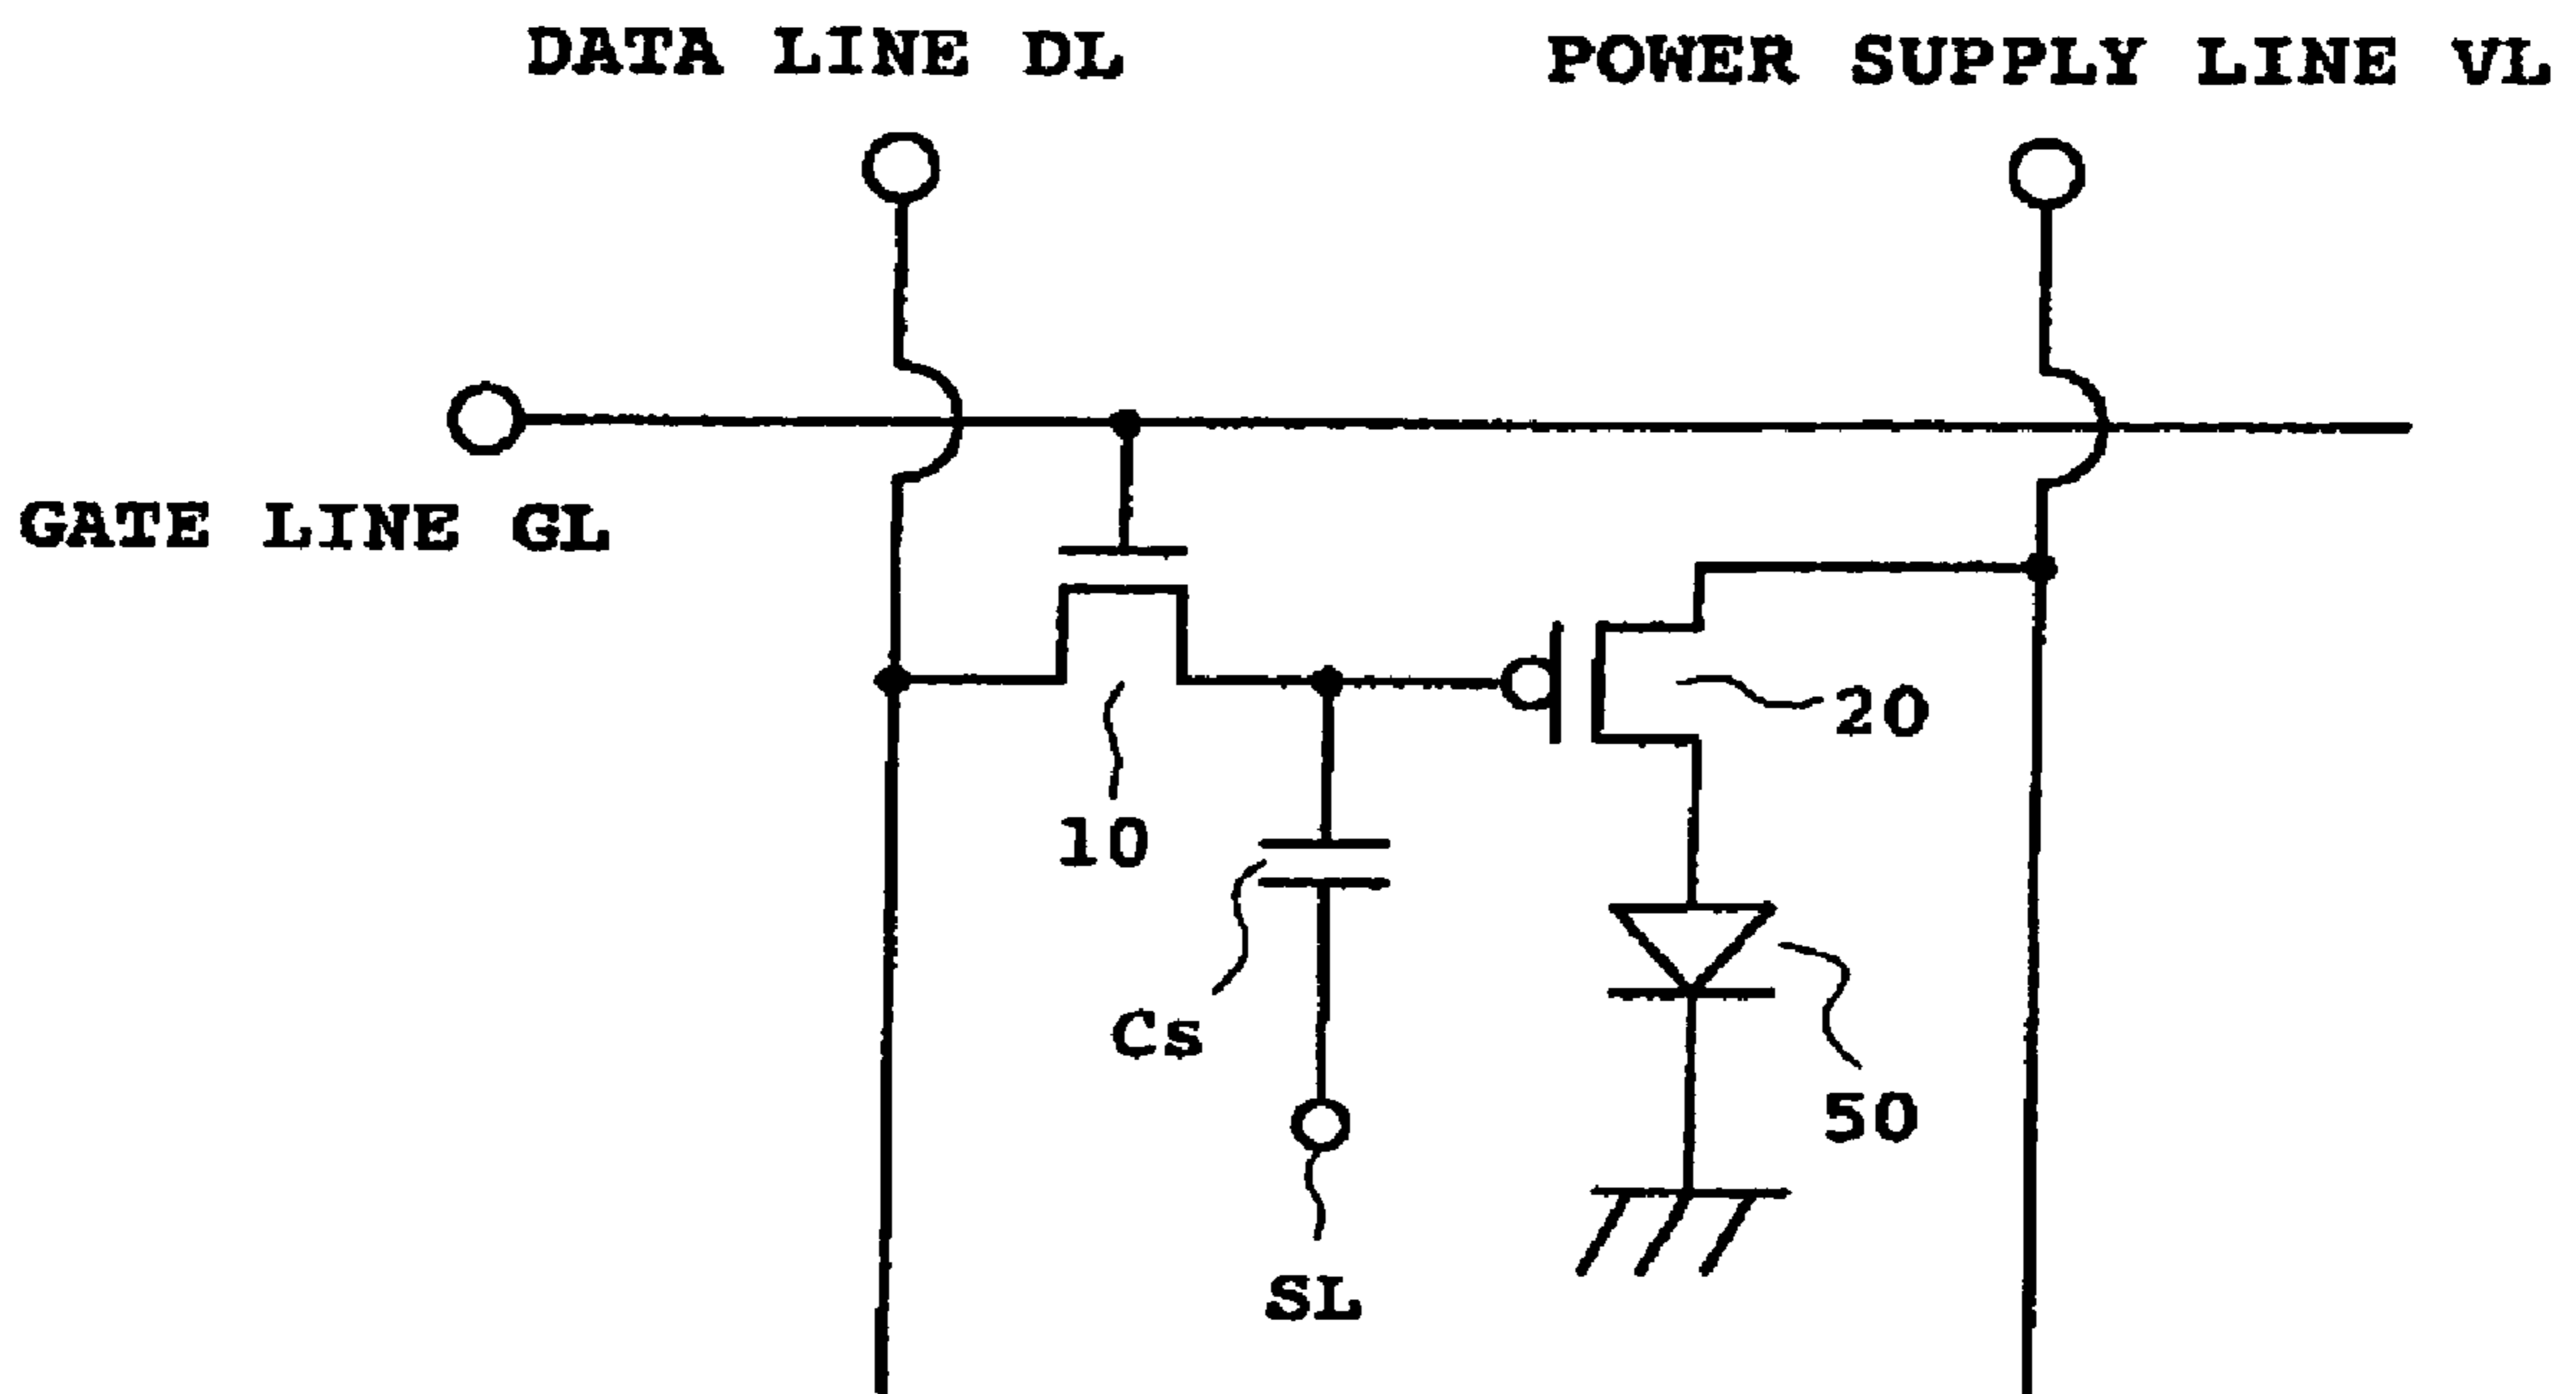 DATA LINE DL
POWER SUPPLY LINE VL
GATE LINE GL
20
10
Cs
50
SL